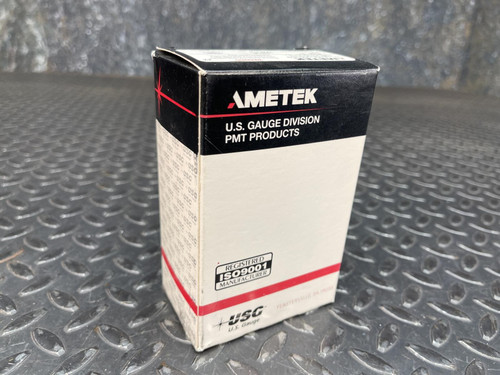 AMETEK
U.S. GAUGE DIVISION
PMT PRODUCTS
REGISTERED
ISO9001
MANUFACTURER
USG
U.S. Gauge